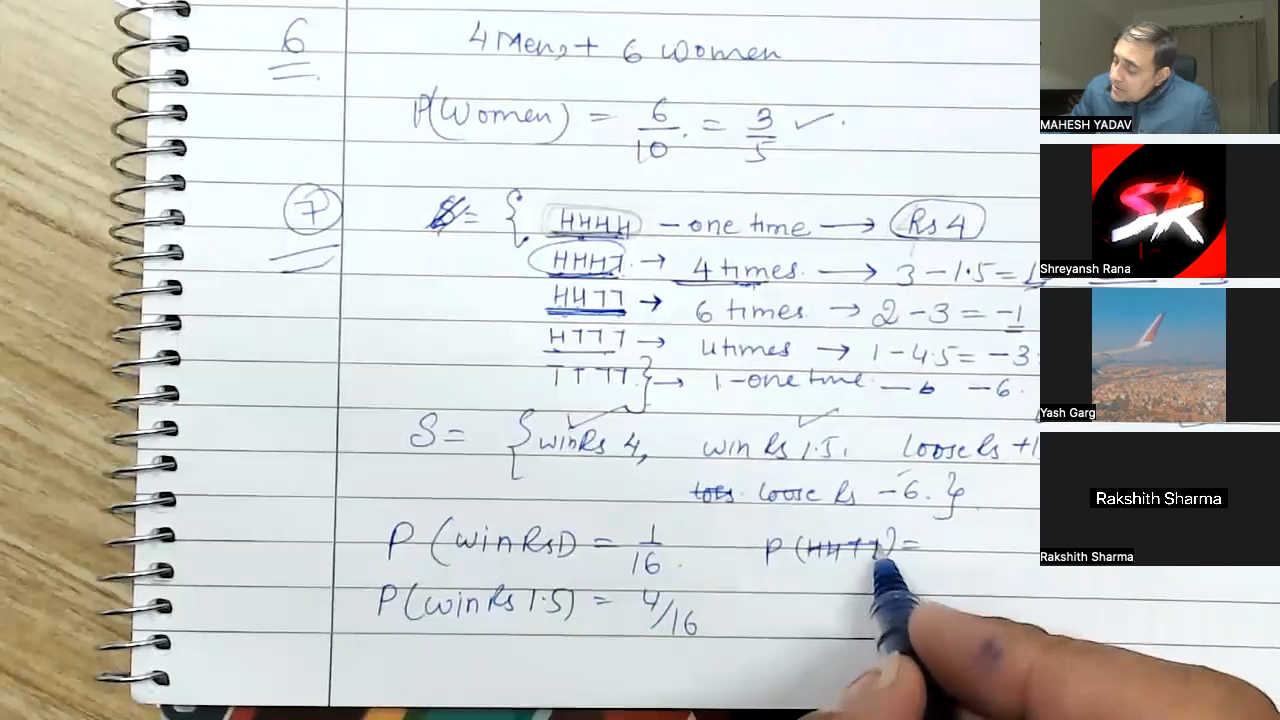 6 4 Men, + 6 women
P(Women) = 6/10 = 3/5 ✓.
7 S = { HHHH - one time → Rs 4
HHHT. → 4 times. → 3 - 1.5 = 1.
HHTT → 6 times → 2 - 3 = -1
HTTT → 4 times → 1 - 4.5 = -3.
TTTT } → 1 - one time - -6.
S = { win Rs 4, win Rs 1.5, Loose Rs +1
loose Rs -6. }
P (win Rs 1) = 1/16. P (HHTT) =
P(win Rs 1.5) = 4/16
MAHESH YADAV
SR
Shreyansh Rana
Yash Garg
Rakshith Sharma
Rakshith Sharma